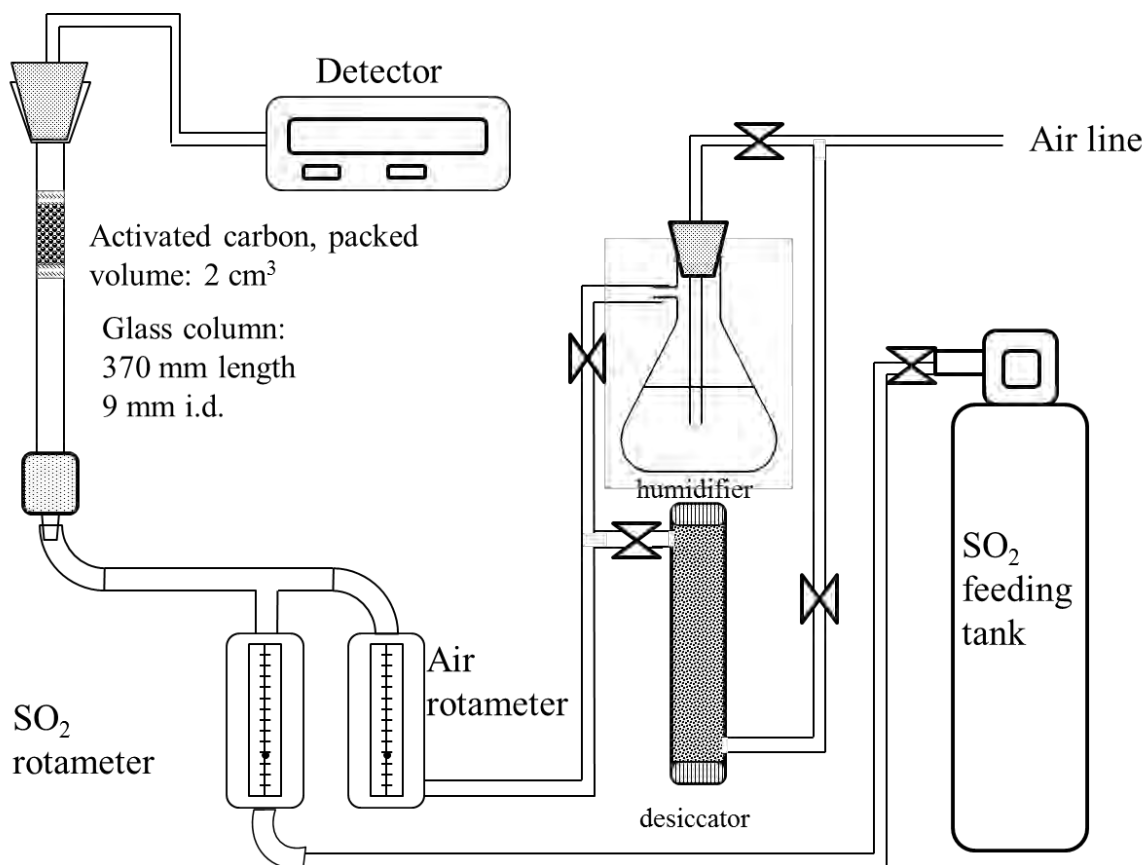 Detector
Air line
Activated carbon, packed
volume: 2 cm³
Glass column:
370 mm length
9 mm i.d.
humidifier
SO₂
feeding
tank
Air
rotameter
SO₂
rotameter
desiccator